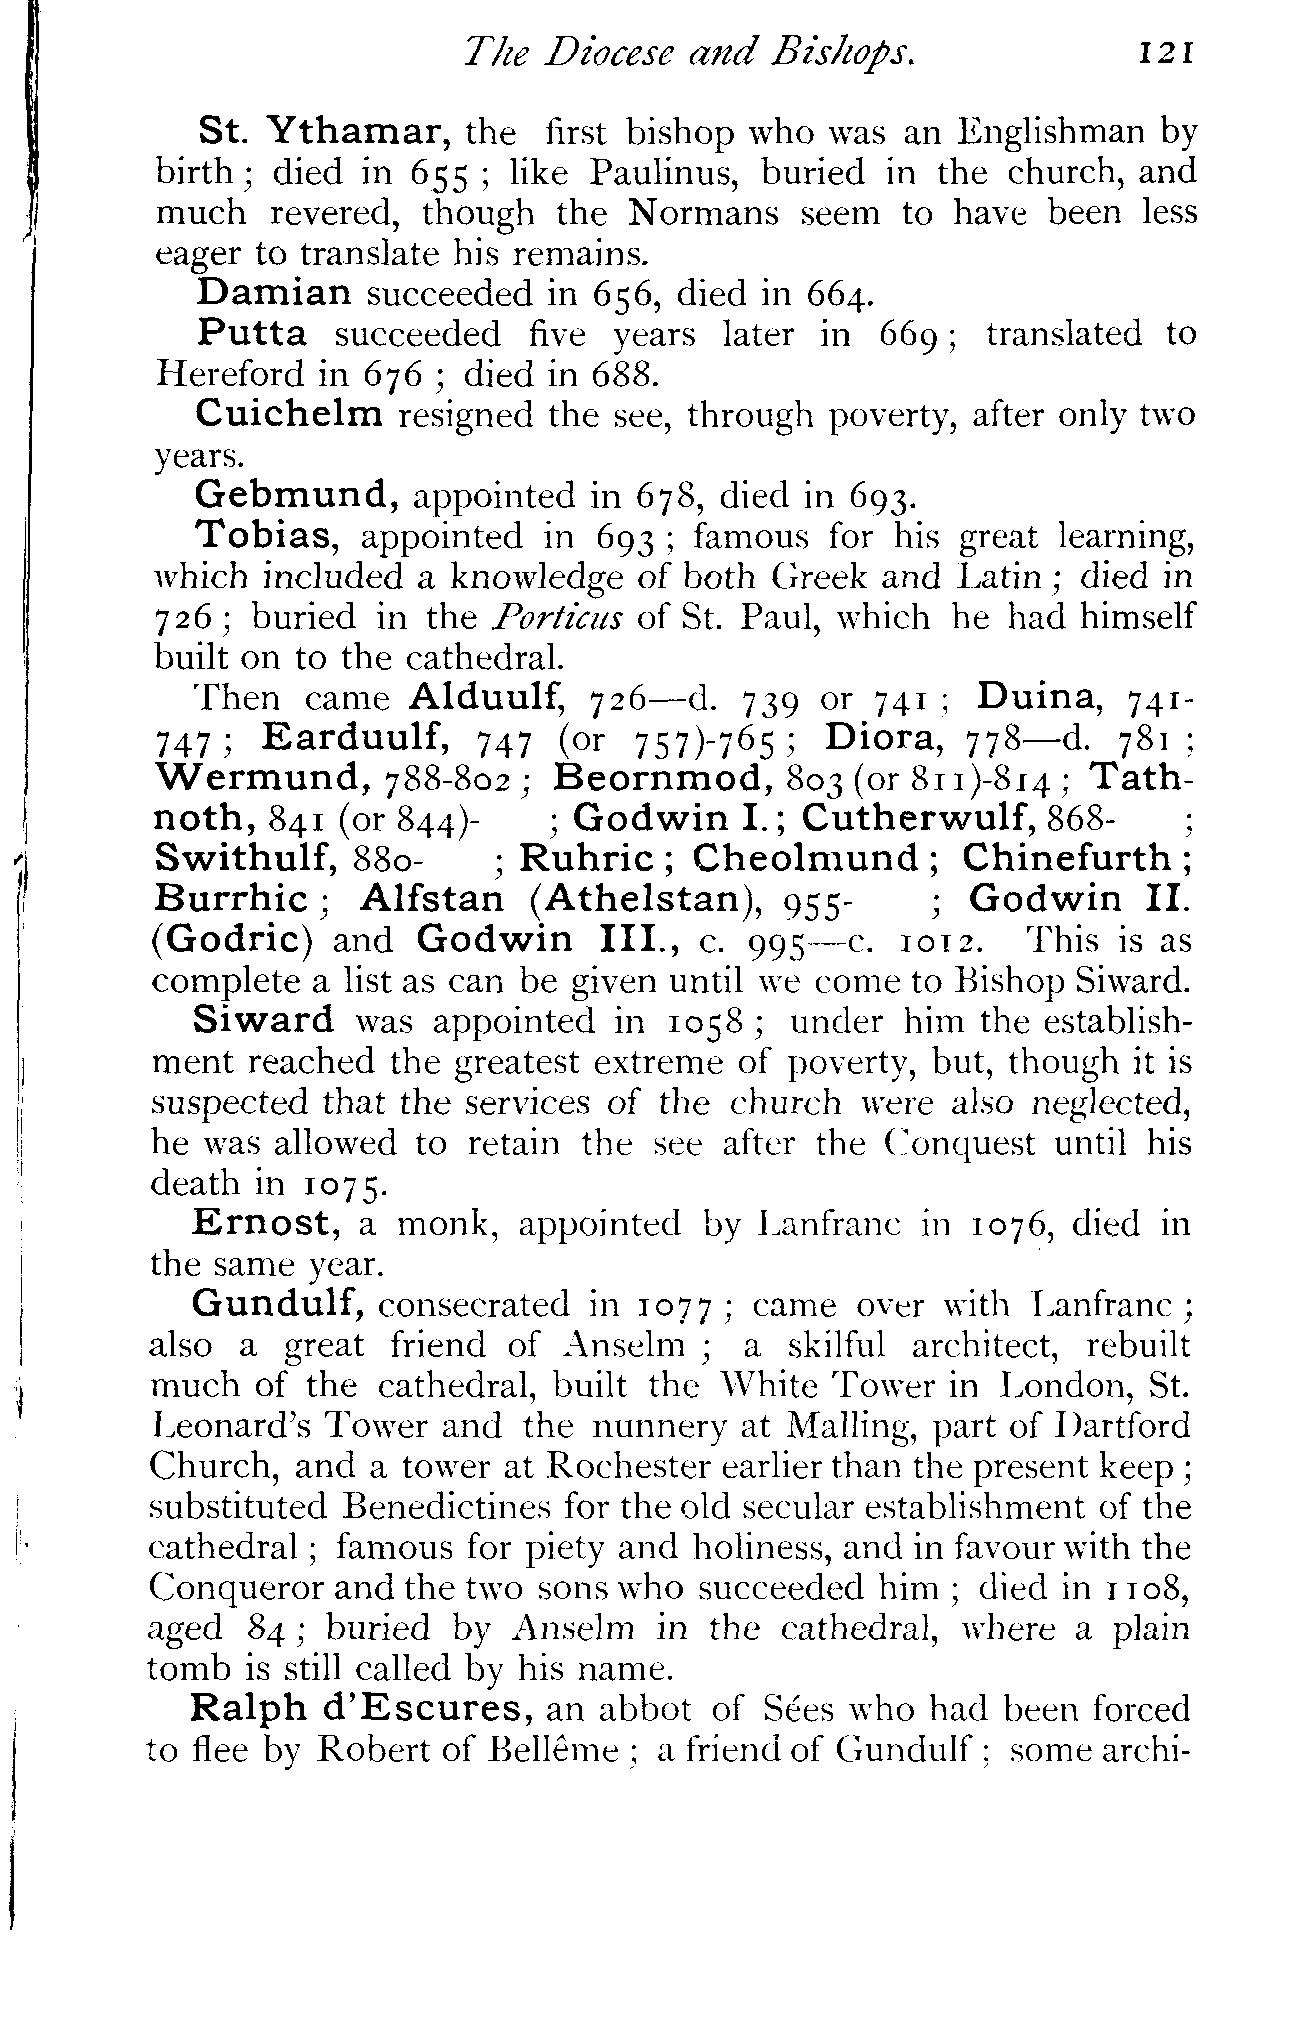 The Diocese and Bishops. 121
St. Ythamar, the first bishop who was an Englishman by
birth ; died in 655 ; like Paulinus, buried in the church, and
much revered, though the Normans seem to have been less
eager to translate his remains.
Damian succeeded in 656, died in 664.
Putta succeeded five years later in 669 ; translated to
Hereford in 676 ; died in 688.
Cuichelm resigned the see, through poverty, after only two
years.
Gebmund, appointed in 678, died in 693.
Tobias, appointed in 693 ; famous for his great learning,
which included a knowledge of both Greek and Latin ; died in
726 ; buried in the Porticus of St. Paul, which he had himself
built on to the cathedral.
Then came Alduulf, 726—d. 739 or 741 ; Duina, 741-
747 ; Earduulf, 747 (or 757)-765 ; Diora, 778—d. 781 ;
Wermund, 788-802 ; Beornmod, 803 (or 811)-814 ; Tath-
noth, 841 (or 844)- ; Godwin I. ; Cutherwulf, 868- ;
Swithulf, 880- ; Ruhric ; Cheolmund ; Chinefurth ;
Burrhic ; Alfstan (Athelstan), 955- ; Godwin II.
(Godric) and Godwin III., c. 995—c. 1012. This is as
complete a list as can be given until we come to Bishop Siward.
Siward was appointed in 1058 ; under him the establish-
ment reached the greatest extreme of poverty, but, though it is
suspected that the services of the church were also neglected,
he was allowed to retain the see after the Conquest until his
death in 1075.
Ernost, a monk, appointed by Lanfranc in 1076, died in
the same year.
Gundulf, consecrated in 1077 ; came over with Lanfranc ;
also a great friend of Anselm ; a skilful architect, rebuilt
much of the cathedral, built the White Tower in London, St.
Leonard's Tower and the nunnery at Malling, part of Dartford
Church, and a tower at Rochester earlier than the present keep ;
substituted Benedictines for the old secular establishment of the
cathedral ; famous for piety and holiness, and in favour with the
Conqueror and the two sons who succeeded him ; died in 1108,
aged 84 ; buried by Anselm in the cathedral, where a plain
tomb is still called by his name.
Ralph d'Escures, an abbot of Sées who had been forced
to flee by Robert of Bellême ; a friend of Gundulf ; some archi-